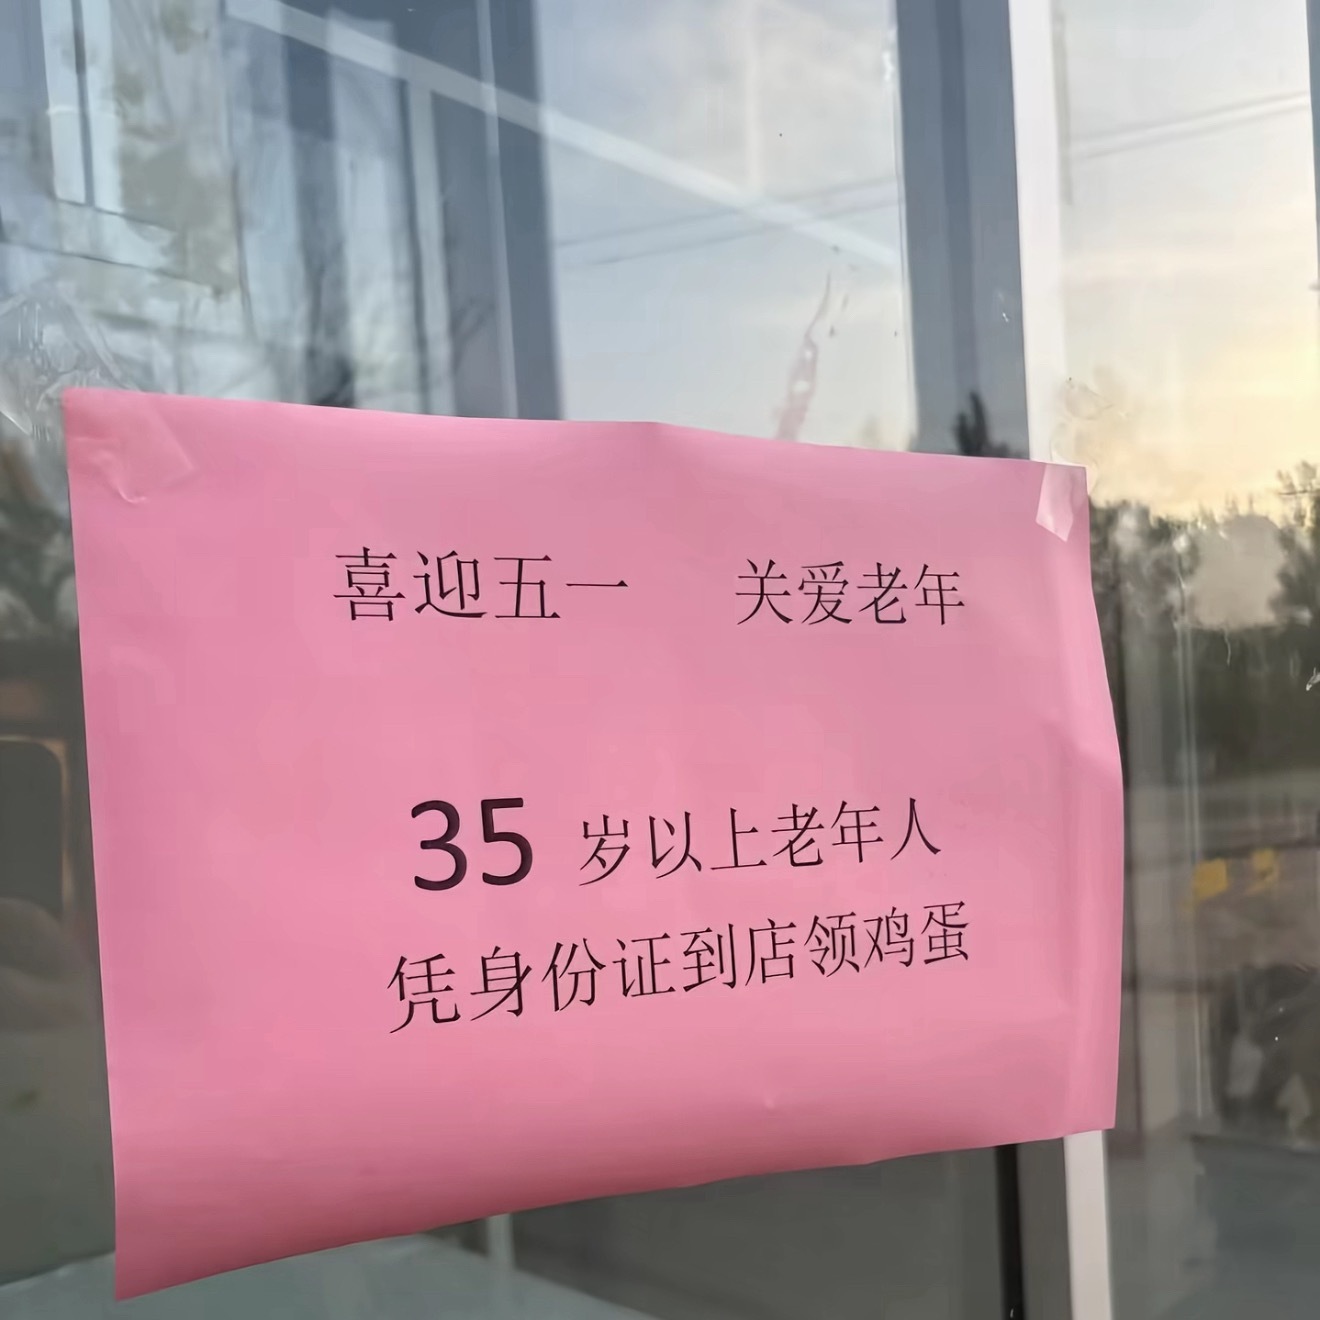 喜迎五一 关爱老年
35 岁以上老年人
凭身份证到店领鸡蛋